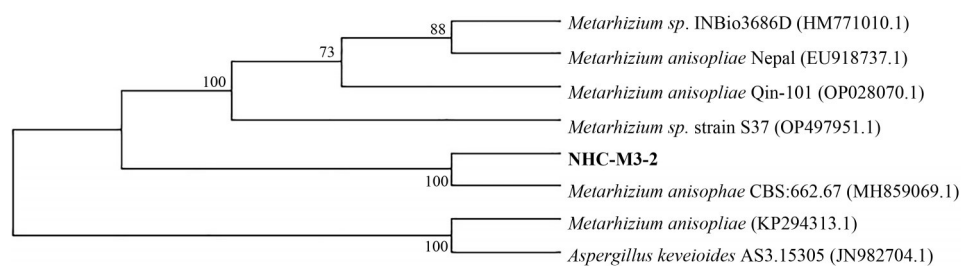 Metarhizium sp. INBio3686D (HM771010.1)
88
Metarhizium anisopliae Nepal (EU918737.1)
73
Metarhizium anisopliae Qin-101 (OP028070.1)
100
Metarhizium sp. strain S37 (OP497951.1)
NHC-M3-2
100
Metarhizium anisophae CBS:662.67 (MH859069.1)
Metarhizium anisopliae (KP294313.1)
100
Aspergillus keveioides AS3.15305 (JN982704.1)